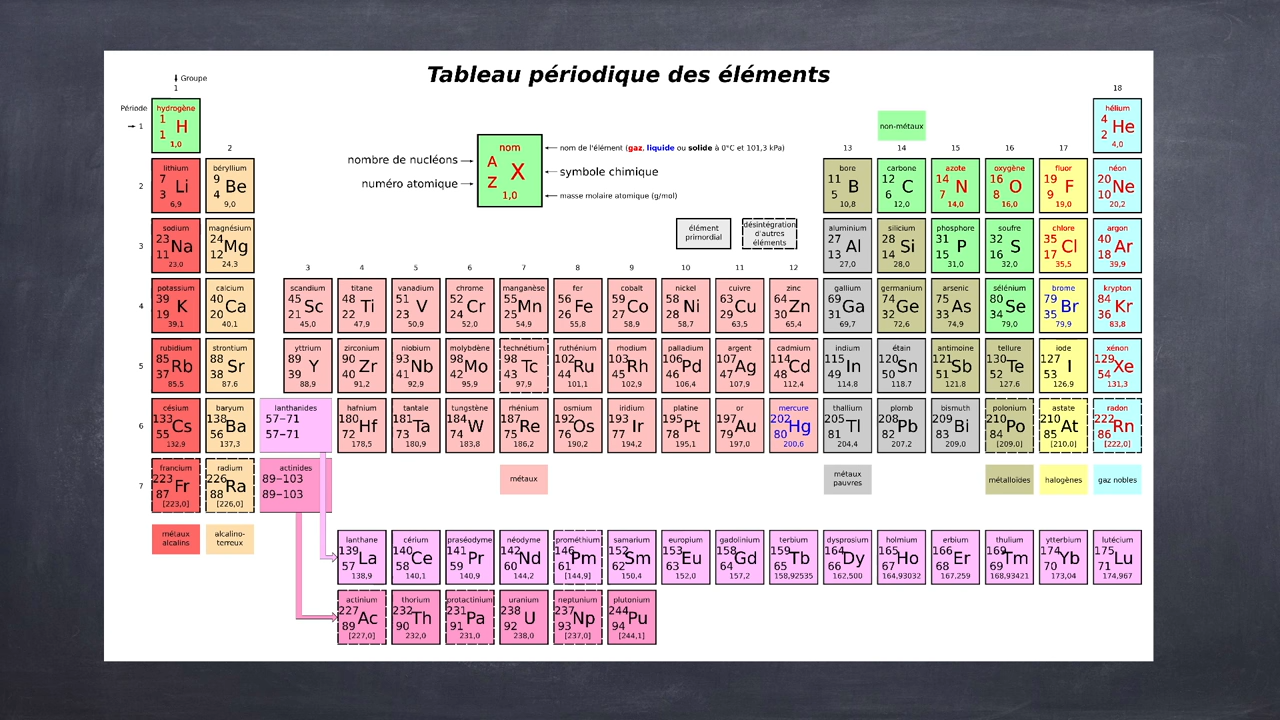 Tableau périodique des éléments
Groupe
1 18
Période
1
hydrogène 1 1 H 1,0
hélium 4 2 He 4,0
non-métaux
nom A Z X 1,0
nombre de nucléons
numéro atomique
nom de l'élément (gaz, liquide ou solide à 0°C et 101,3 kPa)
symbole chimique
masse molaire atomique (g/mol)
2 13 14 15 16 17
2
lithium 7 3 Li 6,9
béryllium 9 4 Be 9,0
bore 11 5 B 10,8
carbone 12 6 C 12,0
azote 14 7 N 14,0
oxygène 16 8 O 16,0
fluor 19 9 F 19,0
néon 20 10 Ne 20,2
élément primordial
désintégration d'autres éléments
3
sodium 23 11 Na 23,0
magnésium 24 12 Mg 24.3
aluminium 27 13 Al 27,0
silicium 28 14 Si 28,0
phosphore 31 15 P 31,0
soufre 32 16 S 32,0
chlore 35 17 Cl 35,5
argon 40 18 Ar 39,9
3 4 5 6 7 8 9 10 11 12
4
potassium 39 19 K 39,1
calcium 40 20 Ca 40,1
scandium 45 21 Sc 45,0
titane 48 22 Ti 47,9
vanadium 51 23 V 50,9
chrome 52 24 Cr 52,0
manganèse 55 25 Mn 54,9
fer 56 26 Fe 55,8
cobalt 59 27 Co 58,9
nickel 58 28 Ni 58,7
cuivre 63 29 Cu 63,5
zinc 64 30 Zn 65,4
gallium 69 31 Ga 69,7
germanium 74 32 Ge 72,6
arsenic 75 33 As 74,9
sélénium 80 34 Se 79,0
brome 79 35 Br 79,9
krypton 84 36 Kr 83,8
5
rubidium 85 37 Rb 85.5
strontium 88 38 Sr 87.6
yttrium 89 39 Y 88,9
zirconium 90 40 Zr 91,2
niobium 93 41 Nb 92,9
molybdène 98 42 Mo 95,9
technétium 98 43 Tc 97,9
ruthénium 102 44 Ru 101,1
rhodium 103 45 Rh 102,9
palladium 106 46 Pd 106,4
argent 107 47 Ag 107,9
cadmium 114 48 Cd 112,4
indium 115 49 In 114.8
étain 120 50 Sn 118.7
antimoine 121 51 Sb 121.8
tellure 130 52 Te 127.6
iode 127 53 I 126.9
xénon 129 54 Xe 131,3
6
césium 133 55 Cs 132.9
baryum 138 56 Ba 137,3
lanthanides 57–71 57–71
hafnium 180 72 Hf 178,5
tantale 181 73 Ta 180,9
tungstène 184 74 W 183,8
rhénium 187 75 Re 186,2
osmium 192 76 Os 190,2
iridium 193 77 Ir 194,2
platine 195 78 Pt 195,1
or 197 79 Au 197,0
mercure 202 80 Hg 200,6
thallium 205 81 Tl 204.4
plomb 208 82 Pb 207.2
bismuth 209 83 Bi 209.0
polonium 210 84 Po [209,0]
astate 210 85 At [210,0]
radon 222 86 Rn [222,0]
7
francium 223 87 Fr [223,0]
radium 226 88 Ra [226,0]
actinides 89–103 89–103
métaux
métaux pauvres
métalloïdes
halogènes
gaz nobles
métaux alcalins
alcalino-terreux
lanthane 139 57 La 138,9
cérium 140 58 Ce 140,1
praséodyme 141 59 Pr 140,9
néodyme 142 60 Nd 144,2
prométhium 146 61 Pm [144,9]
samarium 152 62 Sm 150,4
europium 153 63 Eu 152,0
gadolinium 158 64 Gd 157,2
terbium 159 65 Tb 158,92535
dysprosium 164 66 Dy 162,500
holmium 165 67 Ho 164,93032
erbium 166 68 Er 167,259
thulium 169 69 Tm 168,93421
ytterbium 174 70 Yb 173,04
lutécium 175 71 Lu 174,967
actinium 227 89 Ac [227,0]
thorium 232 90 Th 232,0
protactinium 231 91 Pa 231,0
uranium 238 92 U 238,0
neptunium 237 93 Np [237,0]
plutonium 244 94 Pu [244,1]